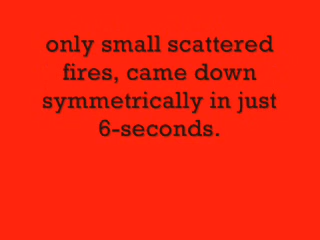 only small scattered
fires, came down
symmetrically in just
6-seconds.